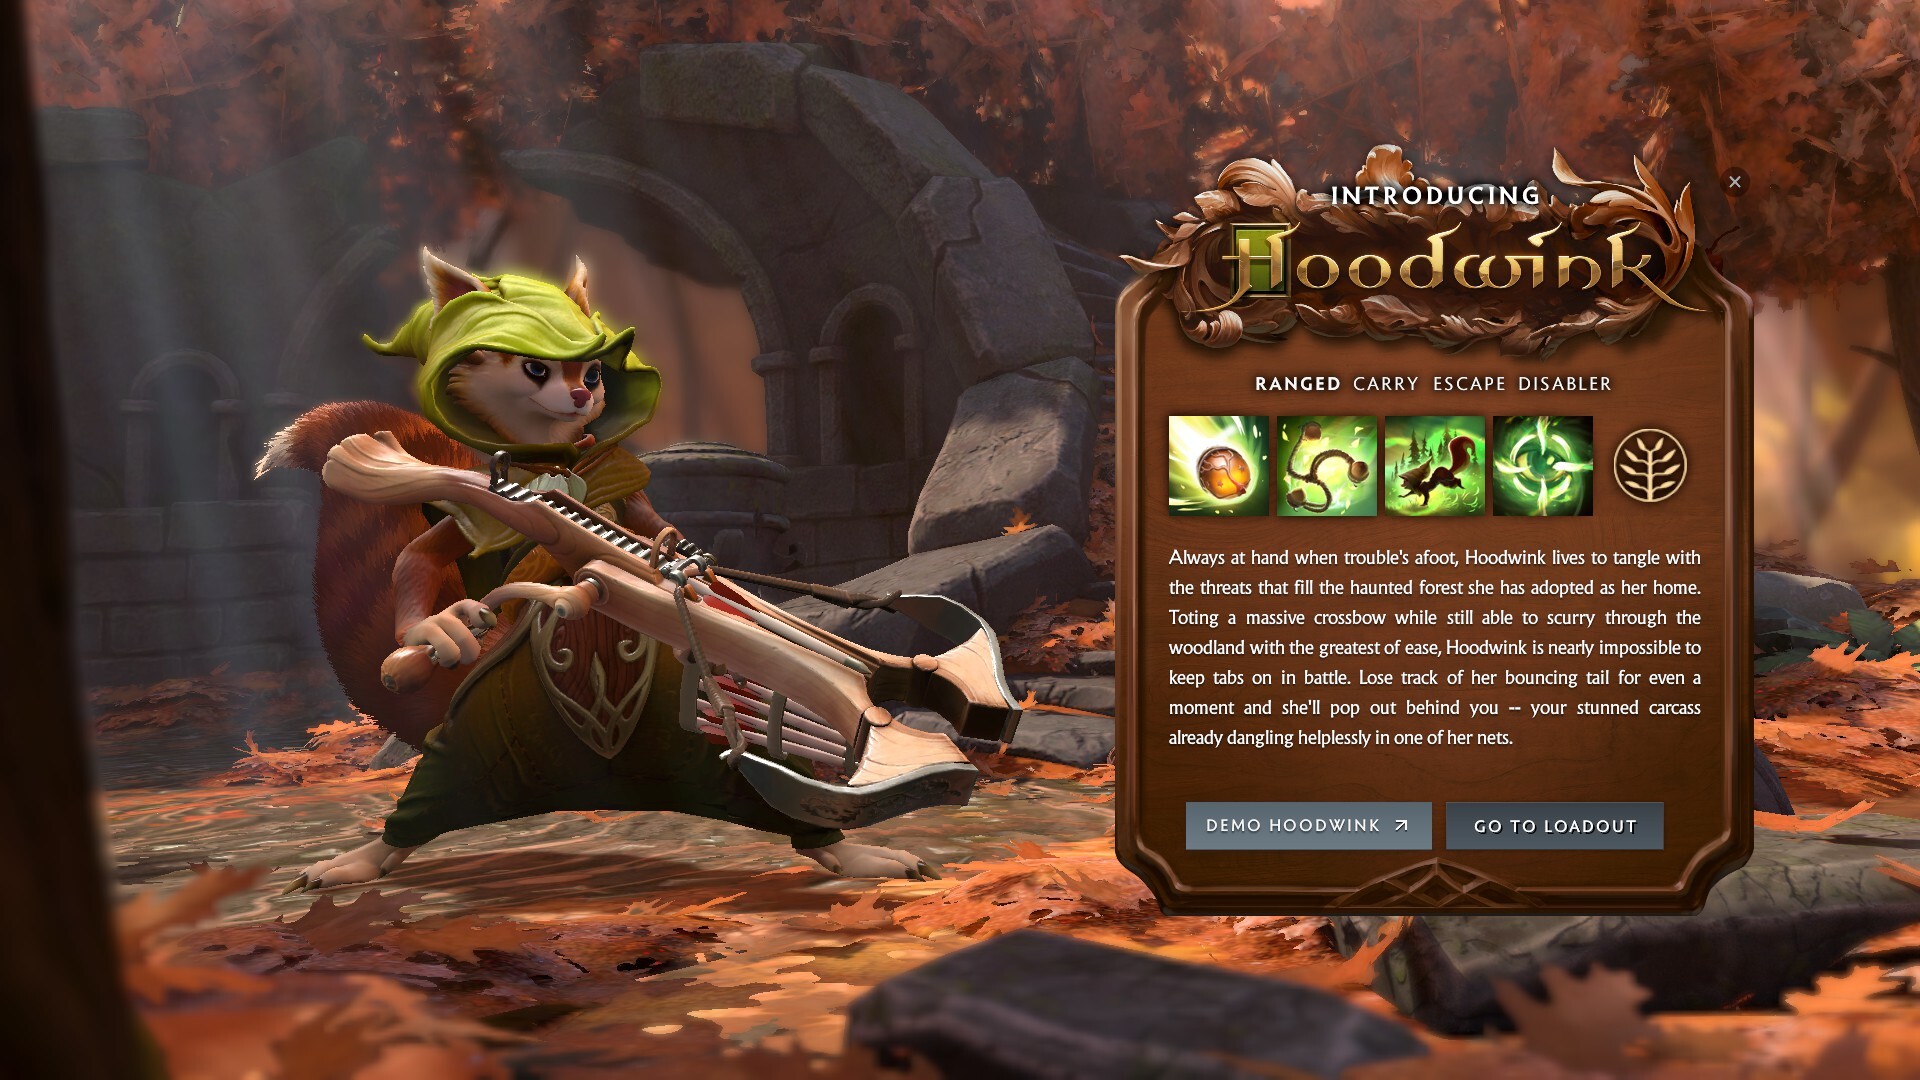 INTRODUCING
Hoodwink
RANGED CARRY ESCAPE DISABLER
Always at hand when trouble's afoot, Hoodwink lives to tangle with
the threats that fill the haunted forest she has adopted as her home.
Toting a massive crossbow while still able to scurry through the
woodland with the greatest of ease, Hoodwink is nearly impossible to
keep tabs on in battle. Lose track of her bouncing tail for even a
moment and she'll pop out behind you -- your stunned carcass
already dangling helplessly in one of her nets.
DEMO HOODWINK
GO TO LOADOUT